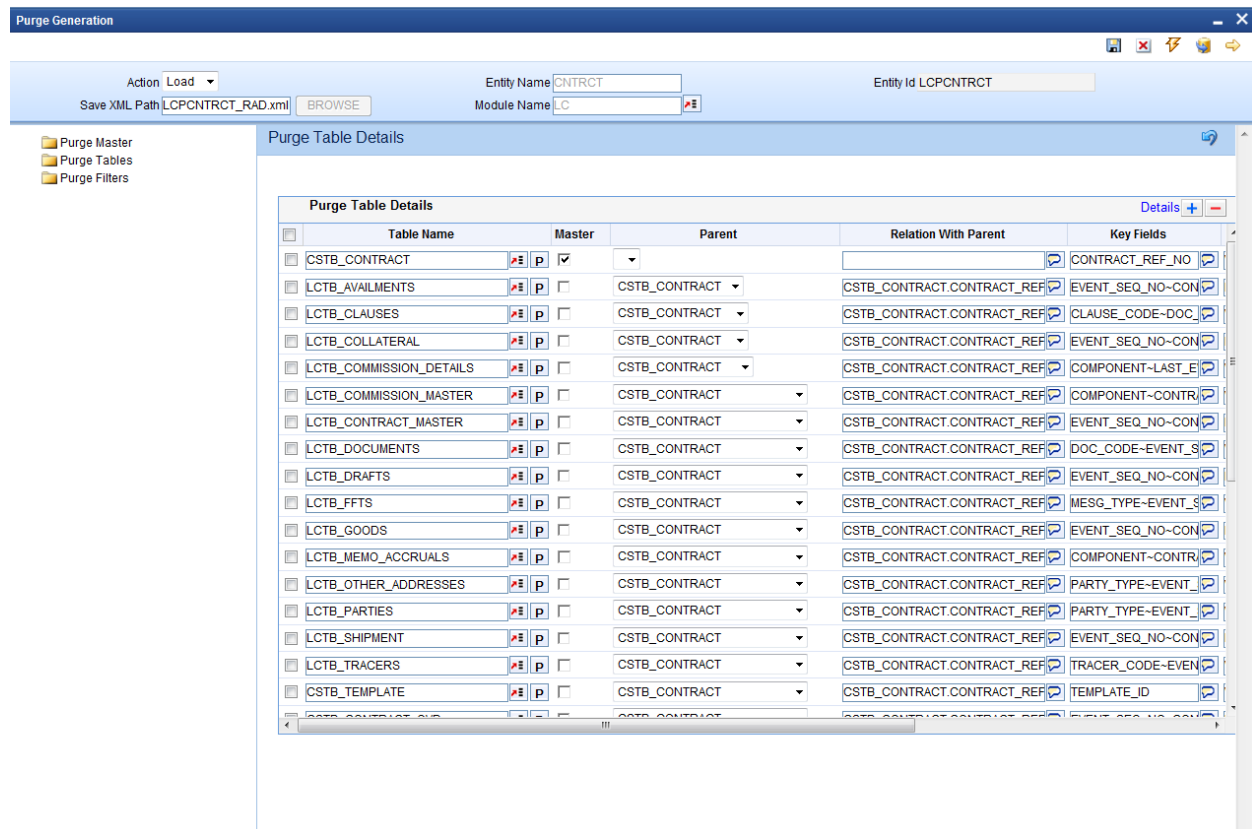 Purge Generation
Action Load Entity Name CNTRCT Entity Id LCPCNTRCT
Save XML Path LCPCNTRCT_RAD.xml BROWSE Module Name LC
Purge Master
Purge Tables
Purge Filters
Purge Table Details
Purge Table Details Details
Table Name Master Parent Relation With Parent Key Fields
CSTB_CONTRACT P CONTRACT_REF_NO
LCTB_AVAILMENTS P CSTB_CONTRACT CSTB_CONTRACT.CONTRACT_REF EVENT_SEQ_NO~CON
LCTB_CLAUSES P CSTB_CONTRACT CSTB_CONTRACT.CONTRACT_REF CLAUSE_CODE~DOC_
LCTB_COLLATERAL P CSTB_CONTRACT CSTB_CONTRACT.CONTRACT_REF EVENT_SEQ_NO~CON
LCTB_COMMISSION_DETAILS P CSTB_CONTRACT CSTB_CONTRACT.CONTRACT_REF COMPONENT~LAST_E
LCTB_COMMISSION_MASTER P CSTB_CONTRACT CSTB_CONTRACT.CONTRACT_REF COMPONENT~CONTR
LCTB_CONTRACT_MASTER P CSTB_CONTRACT CSTB_CONTRACT.CONTRACT_REF EVENT_SEQ_NO~CON
LCTB_DOCUMENTS P CSTB_CONTRACT CSTB_CONTRACT.CONTRACT_REF DOC_CODE~EVENT_S
LCTB_DRAFTS P CSTB_CONTRACT CSTB_CONTRACT.CONTRACT_REF EVENT_SEQ_NO~CON
LCTB_FFTS P CSTB_CONTRACT CSTB_CONTRACT.CONTRACT_REF MESG_TYPE~EVENT_S
LCTB_GOODS P CSTB_CONTRACT CSTB_CONTRACT.CONTRACT_REF EVENT_SEQ_NO~CON
LCTB_MEMO_ACCRUALS P CSTB_CONTRACT CSTB_CONTRACT.CONTRACT_REF COMPONENT~CONTR
LCTB_OTHER_ADDRESSES P CSTB_CONTRACT CSTB_CONTRACT.CONTRACT_REF PARTY_TYPE~EVENT_
LCTB_PARTIES P CSTB_CONTRACT CSTB_CONTRACT.CONTRACT_REF PARTY_TYPE~EVENT_
LCTB_SHIPMENT P CSTB_CONTRACT CSTB_CONTRACT.CONTRACT_REF EVENT_SEQ_NO~CON
LCTB_TRACERS P CSTB_CONTRACT CSTB_CONTRACT.CONTRACT_REF TRACER_CODE~EVEN
CSTB_TEMPLATE P CSTB_CONTRACT CSTB_CONTRACT.CONTRACT_REF TEMPLATE_ID